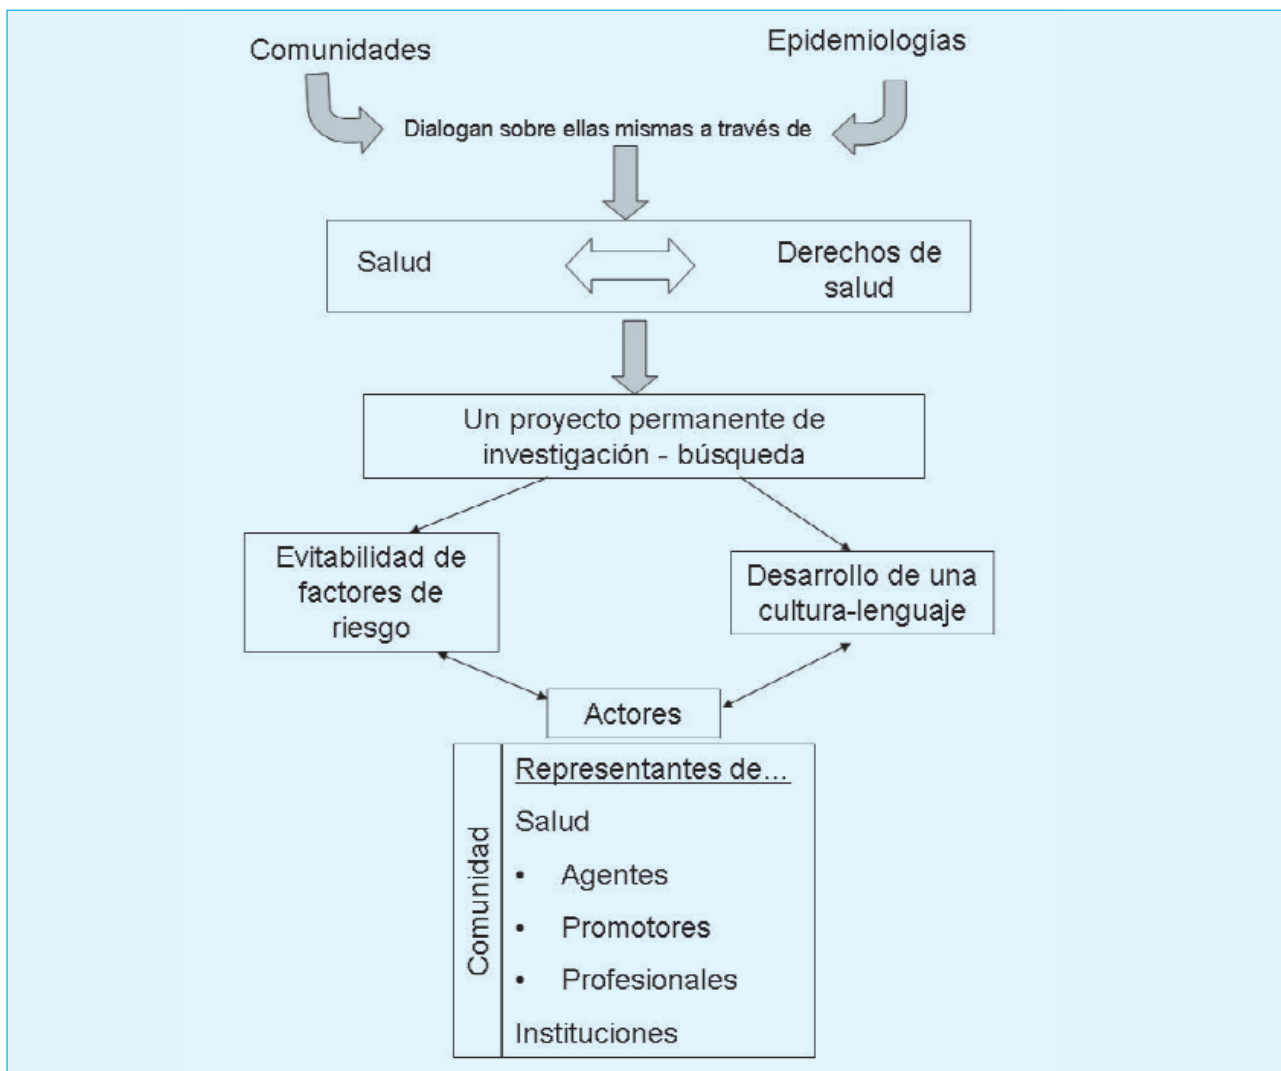 Comunidades
Epidemiologías
Dialogan sobre ellas mismas a través de
Salud
Derechos de
salud
Un proyecto permanente de
investigación - búsqueda
Evitabilidad de
factores de
riesgo
Desarrollo de una
cultura-lenguaje
Actores
Comunidad
Representantes de...
Salud
• Agentes
• Promotores
• Profesionales
Instituciones